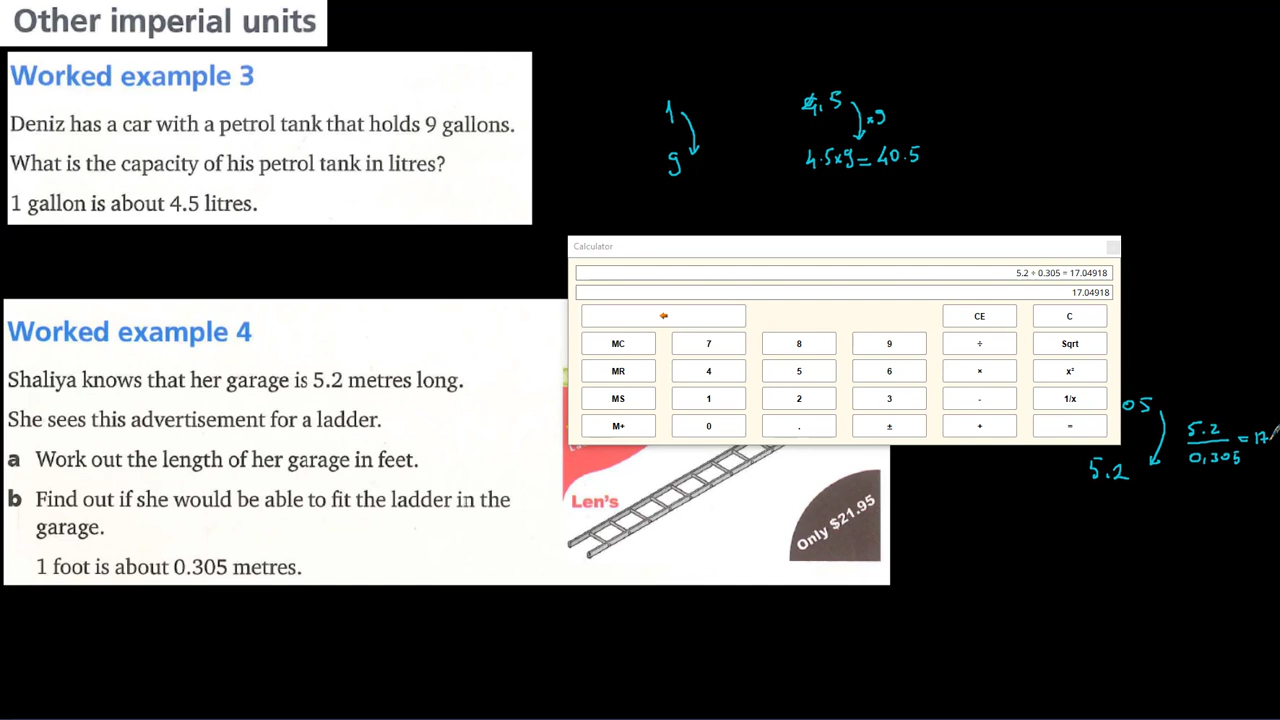 Other imperial units
Worked example 3
Deniz has a car with a petrol tank that holds 9 gallons.
What is the capacity of his petrol tank in litres?
1 gallon is about 4.5 litres.
1 4.5
×9
9 4.5×9=40.5
Calculator
5.2 ÷ 0.305 = 17.04918
17.04918
CE C
MC 7 8 9 ÷ Sqrt
MR 4 5 6 × x²
MS 1 2 3 - 1/x
M+ 0 . ± + =
Worked example 4
Shaliya knows that her garage is 5.2 metres long.
She sees this advertisement for a ladder.
a Work out the length of her garage in feet.
b Find out if she would be able to fit the ladder in the
garage.
1 foot is about 0.305 metres.
Len's
Only $21.95
05
5.2
5.2
0,305
=17